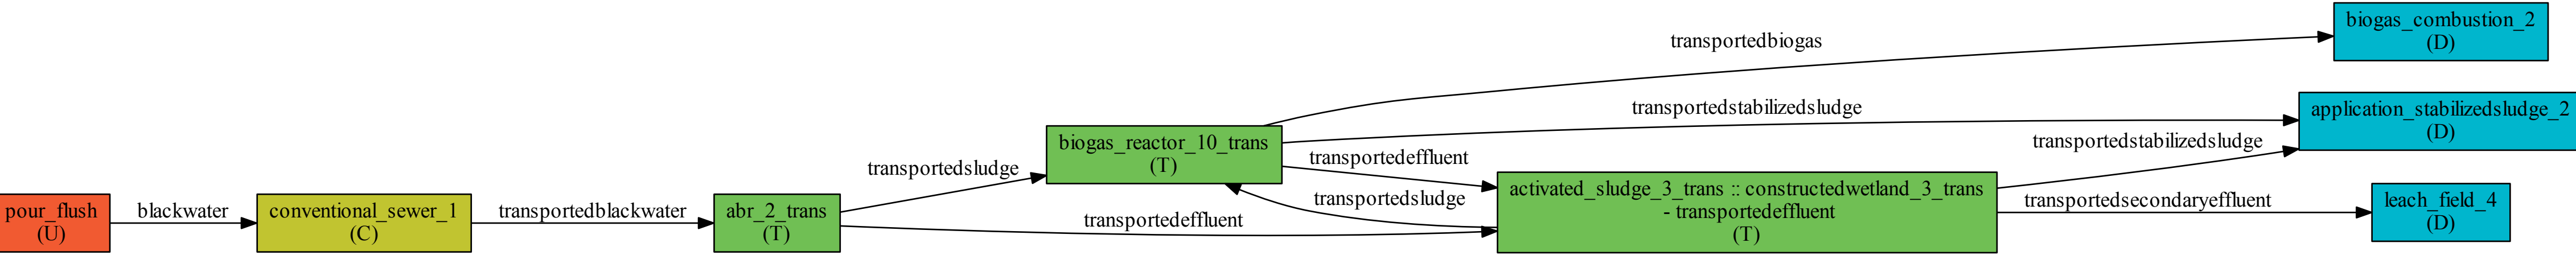 pour_flush
(U)
blackwater
conventional_sewer_1
(C)
transportedblackwater
abr_2_trans
(T)
transportedsludge
transportedeffluent
biogas_reactor_10_trans
(T)
transportedbiogas
transportedstabilizedsludge
transportedeffluent
transportedsludge
activated_sludge_3_trans :: constructedwetland_3_trans
- transportedeffluent
(T)
transportedstabilizedsludge
transportedsecondaryeffluent
biogas_combustion_2
(D)
application_stabilizedsludge_2
(D)
leach_field_4
(D)